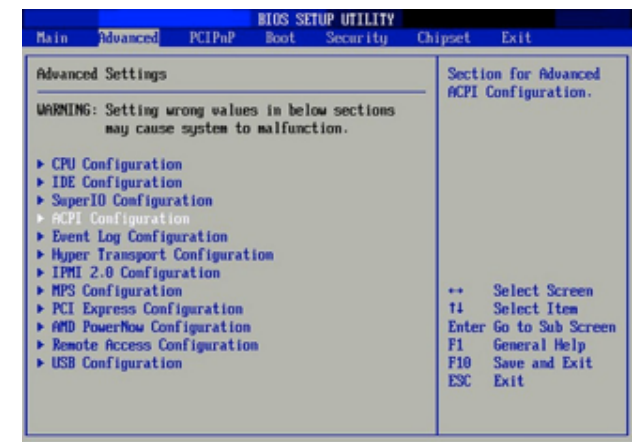 BIOS SETUP UTILITY
Main Advanced PCIPnP Boot Security Chipset Exit
Advanced Settings
WARNING: Setting wrong values in below sections
may cause system to malfunction.
▶ CPU Configuration
▶ IDE Configuration
▶ SuperIO Configuration
▶ ACPI Configuration
▶ Event Log Configuration
▶ Hyper Transport Configuration
▶ IPMI 2.0 Configuration
▶ MPS Configuration
▶ PCI Express Configuration
▶ AMD PowerNow Configuration
▶ Remote Access Configuration
▶ USB Configuration
Section for Advanced
ACPI Configuration.
↔ Select Screen
↑↓ Select Item
Enter Go to Sub Screen
F1 General Help
F10 Save and Exit
ESC Exit